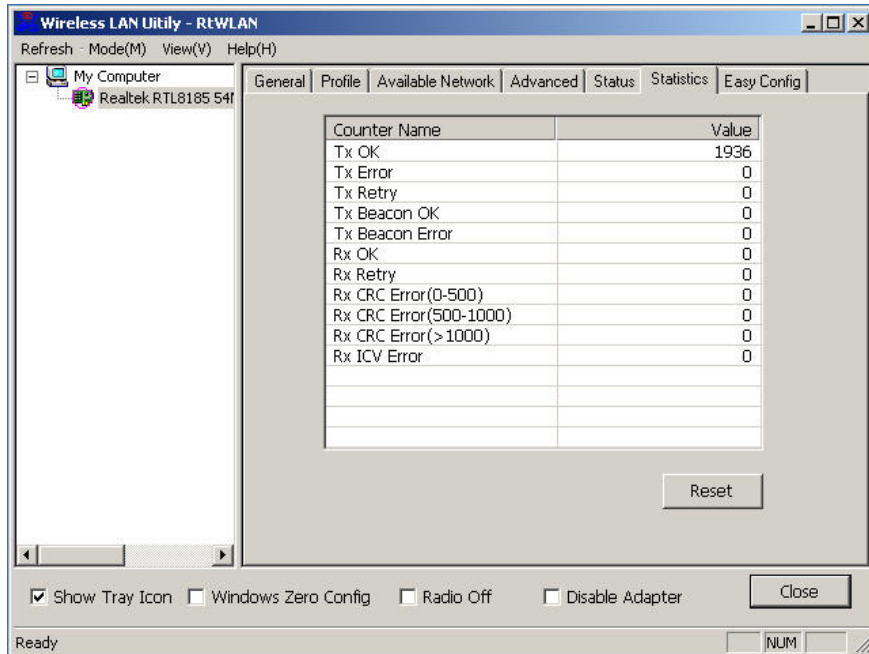 Wireless LAN Uitily - RtWLAN
Refresh - Mode(M) View(V) Help(H)
My Computer
Realtek RTL8185 54M
General Profile Available Network Advanced Status Statistics Easy Config
Counter Name Value
Tx OK 1936
Tx Error 0
Tx Retry 0
Tx Beacon OK 0
Tx Beacon Error 0
Rx OK 0
Rx Retry 0
Rx CRC Error(0-500) 0
Rx CRC Error(500-1000) 0
Rx CRC Error(>1000) 0
Rx ICV Error 0
Reset
Show Tray Icon Windows Zero Config Radio Off Disable Adapter Close
Ready NUM